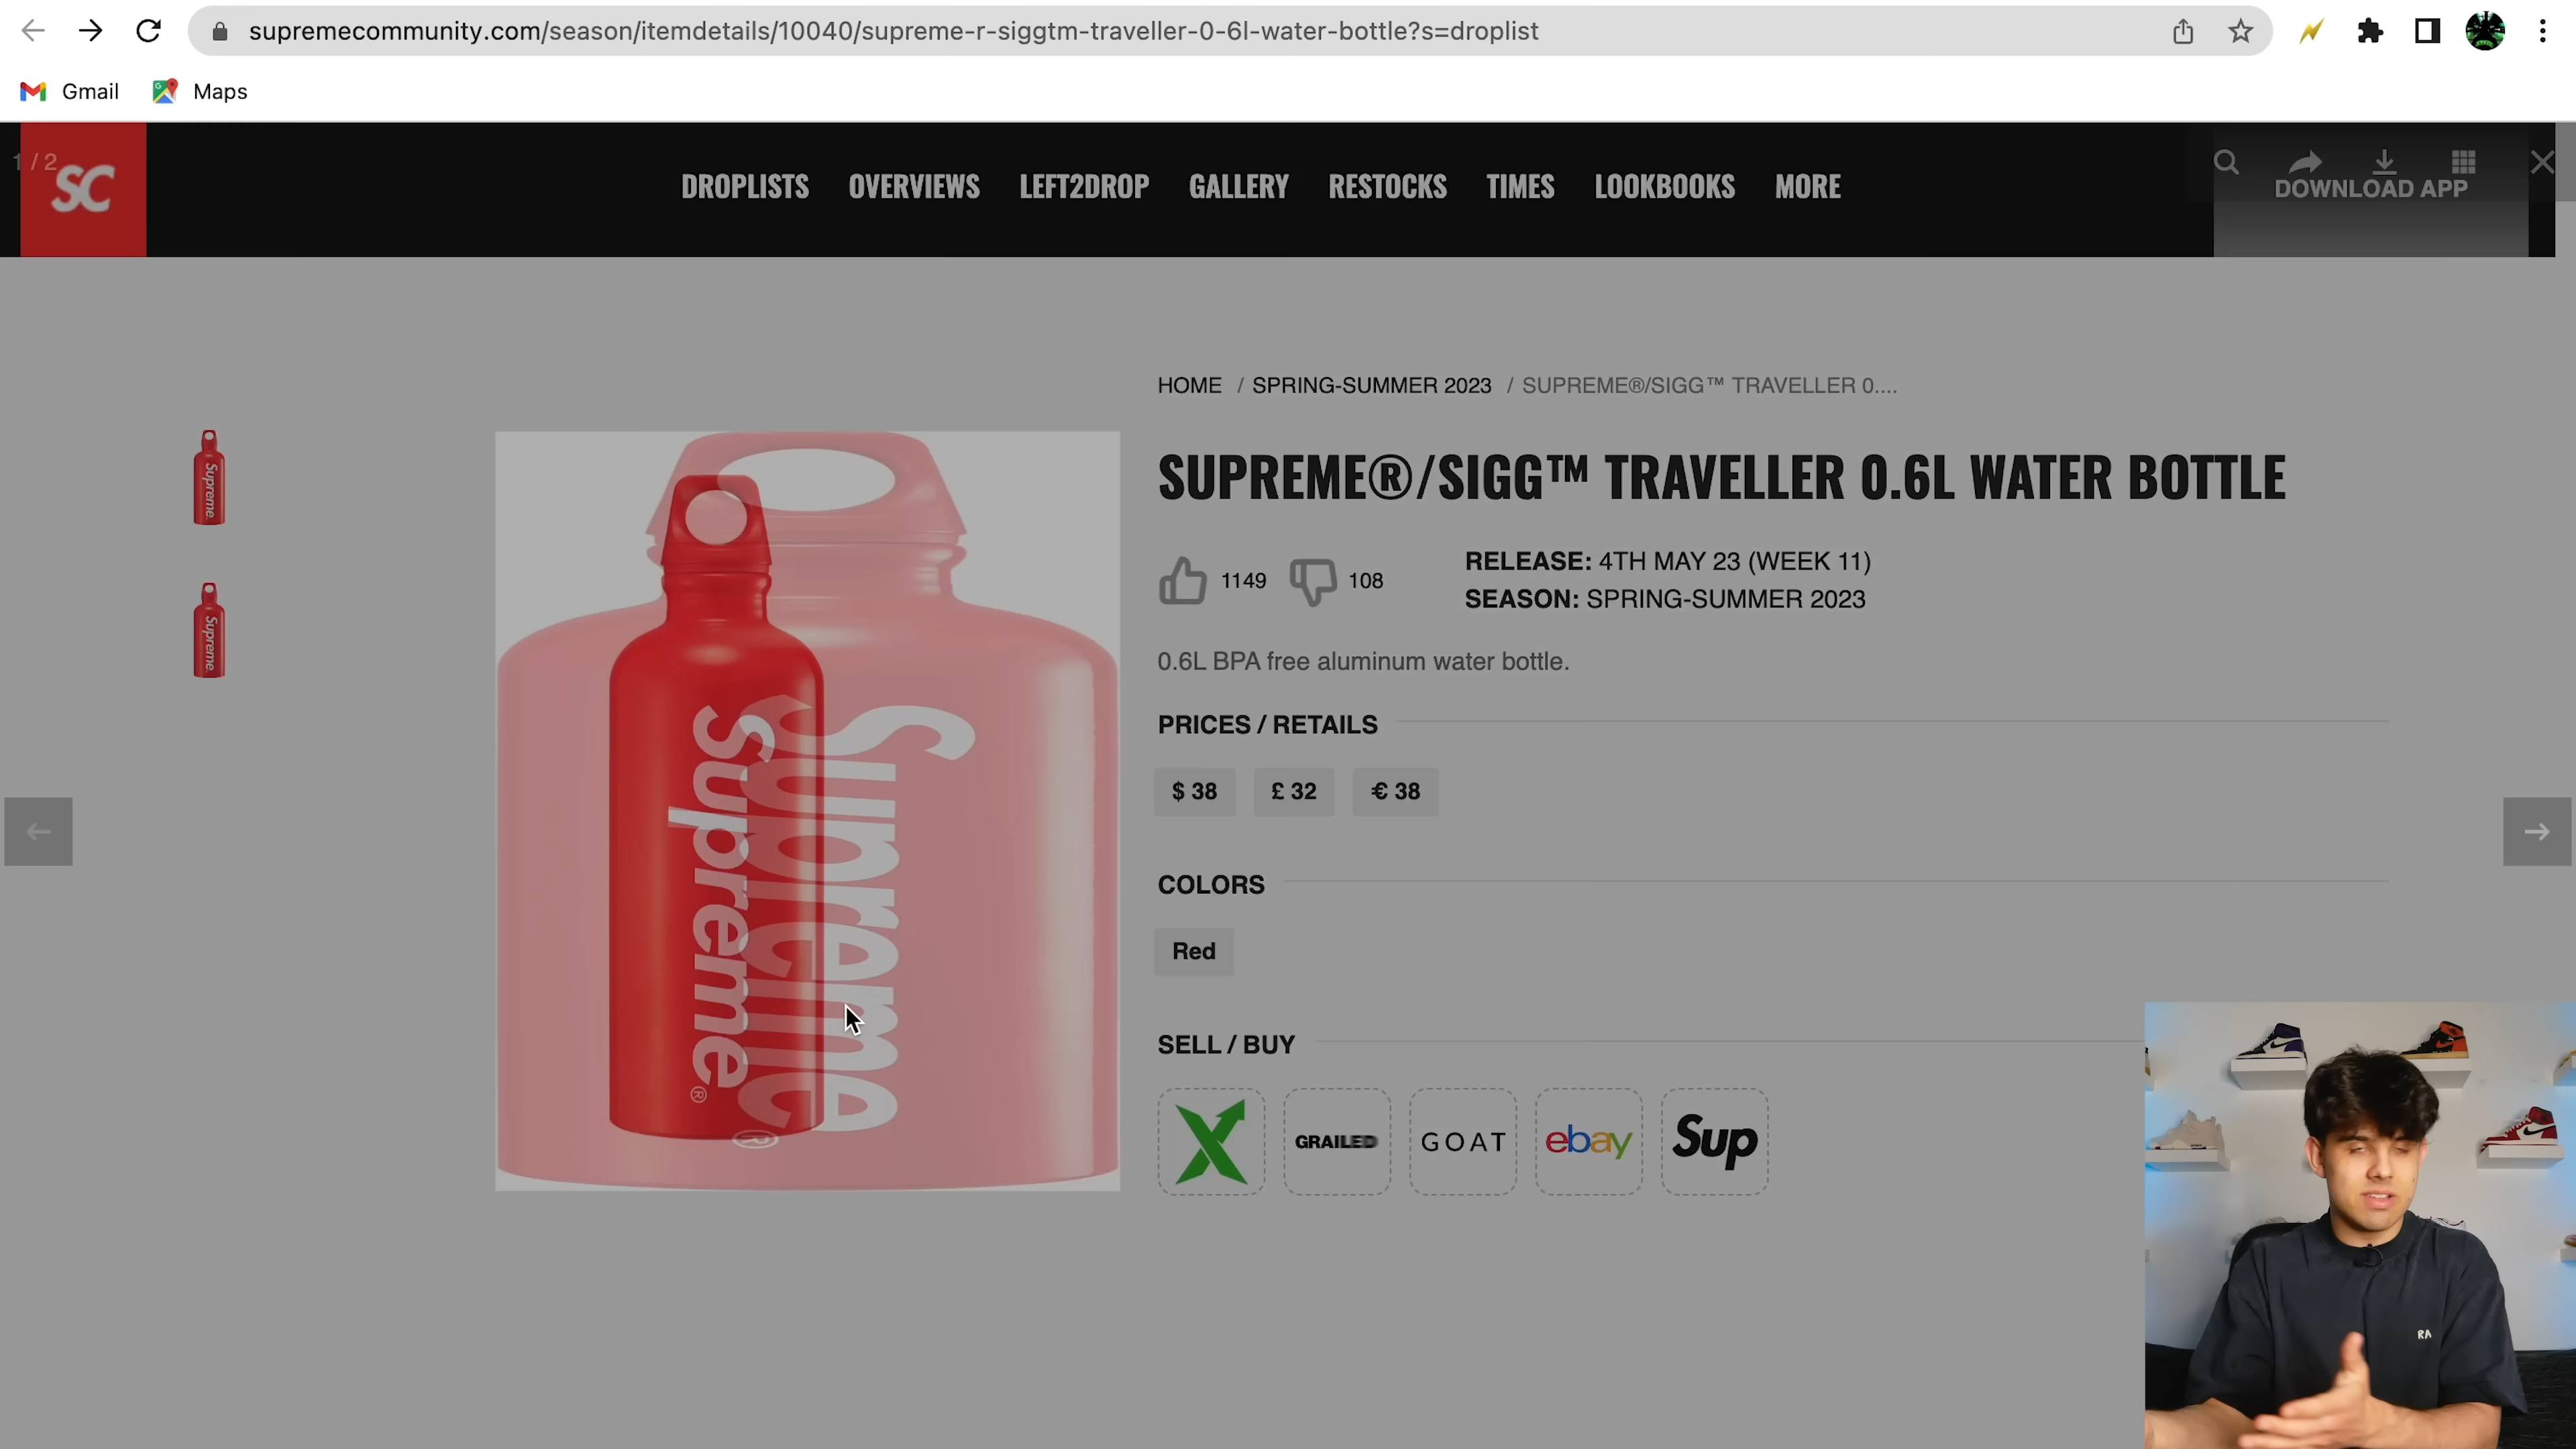 supremecommunity.com/season/itemdetails/10040/supreme-r-siggtm-traveller-0-6l-water-bottle?s=droplist
Gmail Maps
1 / 2
SC
DROPLISTS OVERVIEWS LEFT2DROP GALLERY RESTOCKS TIMES LOOKBOOKS MORE
DOWNLOAD APP
HOME / SPRING-SUMMER 2023 / SUPREME®/SIGG™ TRAVELLER 0....
SUPREME®/SIGG™ TRAVELLER 0.6L WATER BOTTLE
1149 108
RELEASE: 4TH MAY 23 (WEEK 11)
SEASON: SPRING-SUMMER 2023
0.6L BPA free aluminum water bottle.
PRICES / RETAILS
$ 38 £ 32 € 38
COLORS
Red
SELL / BUY
GRAILED GOAT ebay Sup
Supreme
Supreme
Supreme®
Supreme®
RA